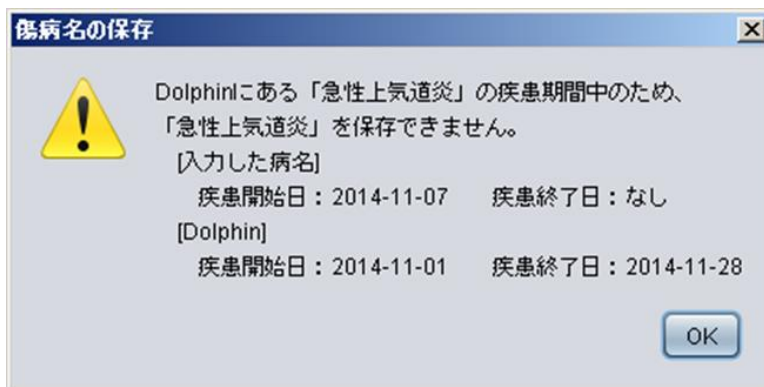 傷病名の保存
Dolphinにある「急性上気道炎」の疾患期間中のため、
「急性上気道炎」を保存できません。
[入力した病名]
疾患開始日：2014-11-07　疾患終了日：なし
[Dolphin]
疾患開始日：2014-11-01　疾患終了日：2014-11-28
OK